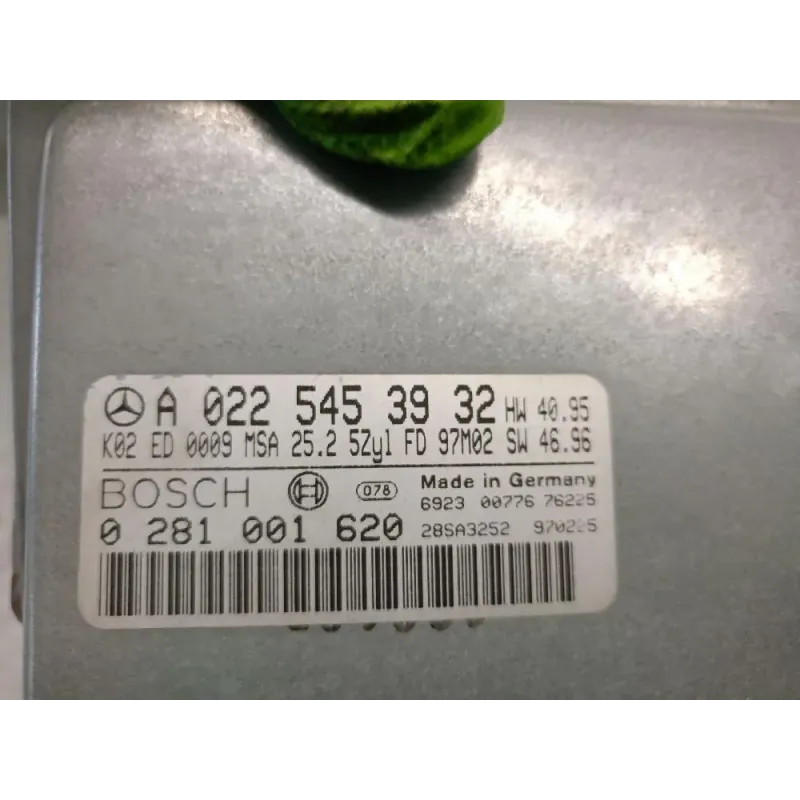 A 022 545 39 32 HW 40.95
K02 ED 0009 MSA 25.2 5Zyl FD 97M02 SW 46.96
BOSCH 078 Made in Germany
6923 00776 76225
0 281 001 620 28SA3252 970225